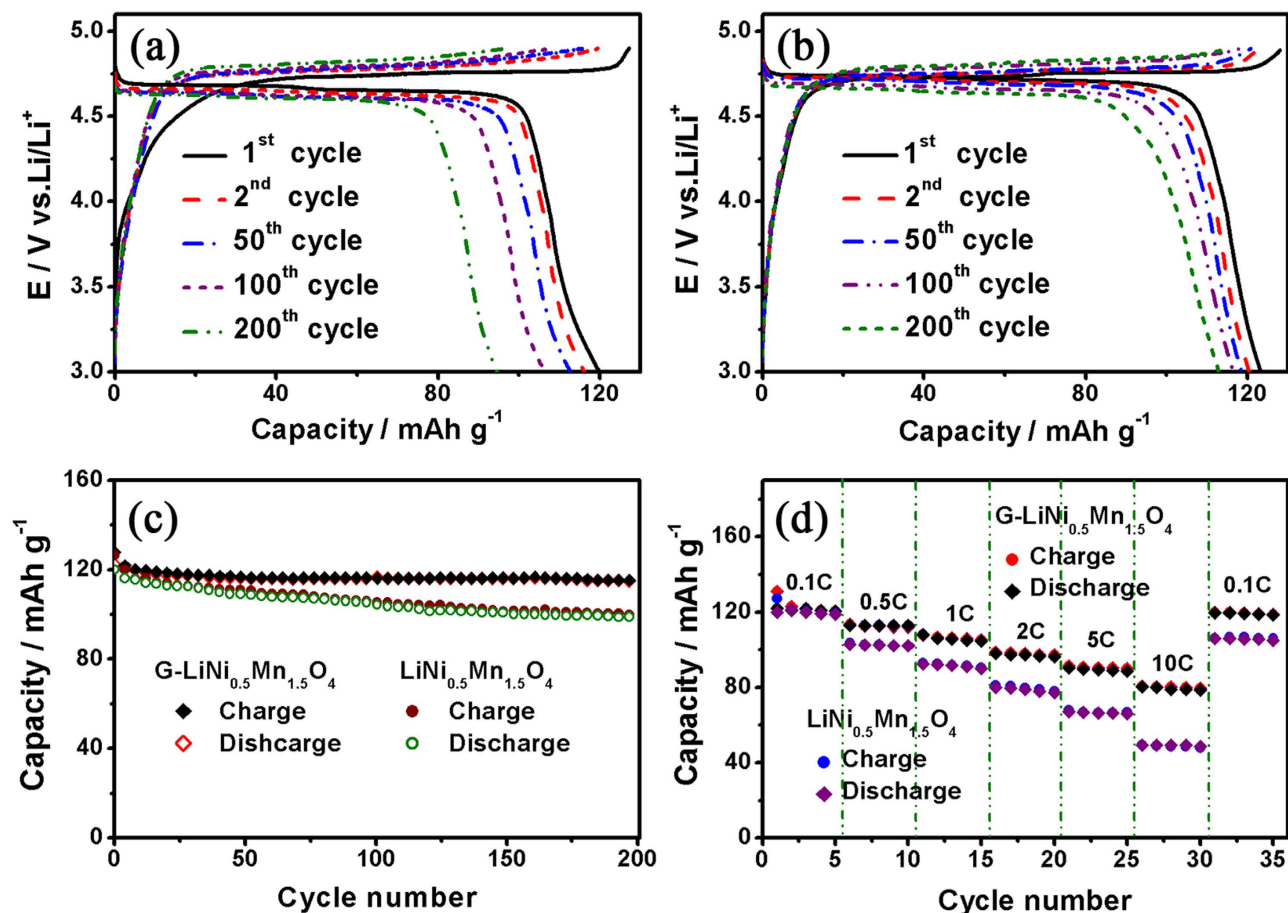 (a)
5.0
4.5
4.0
3.5
3.0
E / V vs.Li/Li⁺
1ˢᵗ cycle
2ⁿᵈ cycle
50ᵗʰ cycle
100ᵗʰ cycle
200ᵗʰ cycle
0 40 80 120
Capacity / mAh g⁻¹
(b)
5.0
4.5
4.0
3.5
3.0
E / V vs.Li/Li⁺
1ˢᵗ cycle
2ⁿᵈ cycle
50ᵗʰ cycle
100ᵗʰ cycle
200ᵗʰ cycle
0 40 80 120
Capacity / mAh g⁻¹
(c)
160
120
80
40
0
Capacity / mAh g⁻¹
G-LiNi₀.₅Mn₁.₅O₄ LiNi₀.₅Mn₁.₅O₄
Charge Charge
Dishcarge Discharge
0 50 100 150 200
Cycle number
(d)
160
120
80
40
0
Capacity / mAh g⁻¹
G-LiNi₀.₅Mn₁.₅O₄
Charge
Discharge
0.1C 0.5C 1C 2C 5C 10C 0.1C
LiNi₀.₅Mn₁.₅O₄
Charge
Discharge
0 5 10 15 20 25 30 35
Cycle number